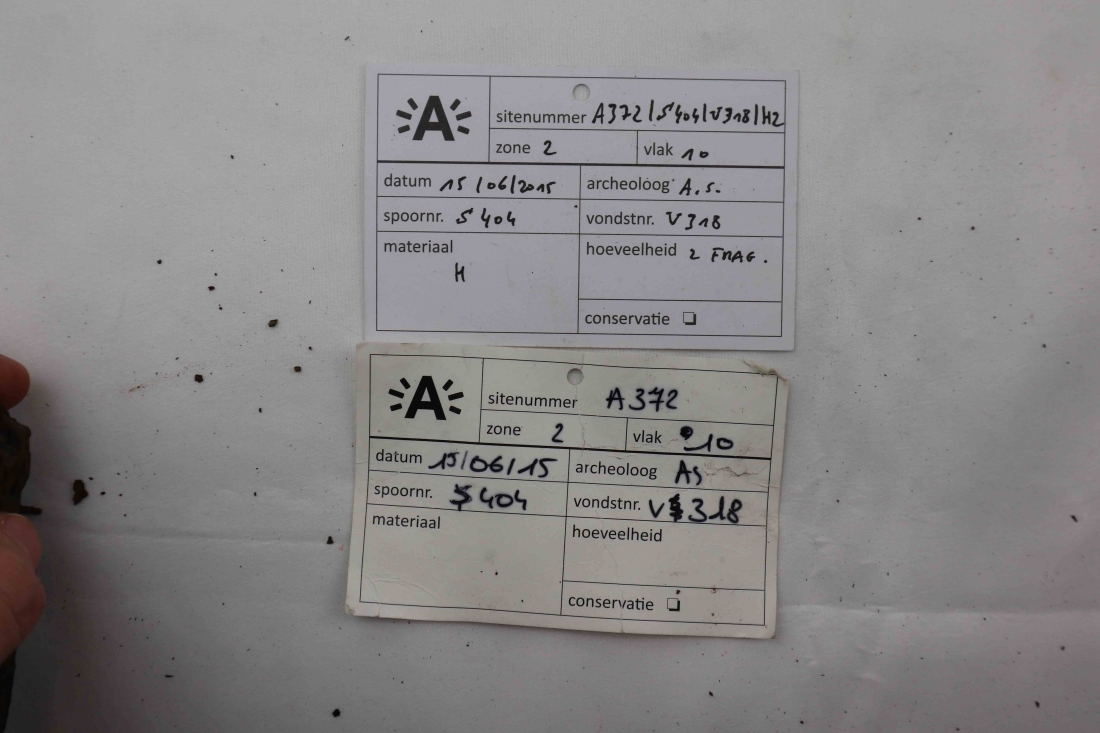 A
sitenummer A372/S404/V318/H2
zone 2 vlak 10
datum 15/06/2015 archeoloog A.S.
spoornr. S404 vondstnr. V318
materiaal hoeveelheid 2 FRAG.
H
conservatie
A
sitenummer A372
zone 2 vlak 10
datum 15/06/15 archeoloog AS
spoornr. S404 vondstnr. V318
materiaal hoeveelheid
conservatie